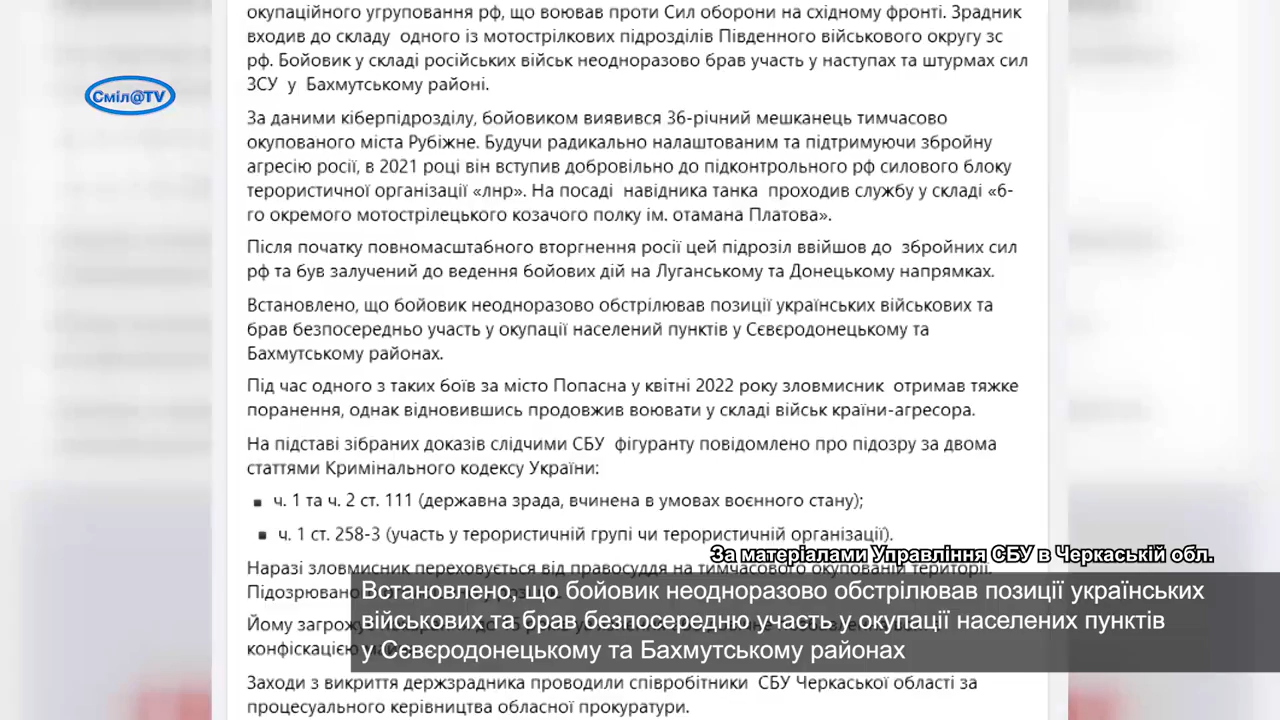 окупаційного угруповання рф, що воював проти Сил оборони на східному фронті. Зрадник
входив до складу одного із мотострілкових підрозділів Південного військового округу зс
рф. Бойовик у складі російських військ неодноразово брав участь у наступах та штурмах сил
ЗСУ у Бахмутському районі.
Сміл@TV
За даними кіберпідрозділу, бойовиком виявився 36-річний мешканець тимчасово
окупованого міста Рубіжне. Будучи радикально налаштованим та підтримуючи збройну
агресію росії, в 2021 році він вступив добровільно до підконтрольного рф силового блоку
терористичної організації «лнр». На посаді навідника танка проходив службу у складі «6-
го окремого мотострілецького козачого полку ім. отамана Платова».
Після початку повномасштабного вторгнення росії цей підрозіл ввійшов до збройних сил
рф та був залучений до ведення бойових дій на Луганському та Донецькому напрямках.
Встановлено, що бойовик неодноразово обстрілював позиції українських військових та
брав безпосередньо участь у окупації населений пунктів у Сєвєродонецькому та
Бахмутському районах.
Під час одного з таких боїв за місто Попасна у квітні 2022 року зловмисник отримав тяжке
поранення, однак відновившись продовжив воювати у складі військ країни-агресора.
На підставі зібраних доказів слідчими СБУ фігуранту повідомлено про підозру за двома
статтями Кримінального кодексу України:
▪ ч. 1 та ч. 2 ст. 111 (державна зрада, вчинена в умовах воєнного стану);
▪ ч. 1 ст. 258-3 (участь у терористичній групі чи терористичній організації).
За матеріалами Управління СБУ в Черкаській обл.
Наразі зловмисник переховується від правосуддя на тимчасового окупованій території.
Підозрювано
Йому загрожує
конфіскацією
Встановлено, що бойовик неодноразово обстрілював позиції українських
військових та брав безпосередню участь у окупації населених пунктів
у Сєвєродонецькому та Бахмутському районах
Заходи з викриття держзрадника проводили співробітники СБУ Черкаської області за
процесуального керівництва обласної прокуратури.